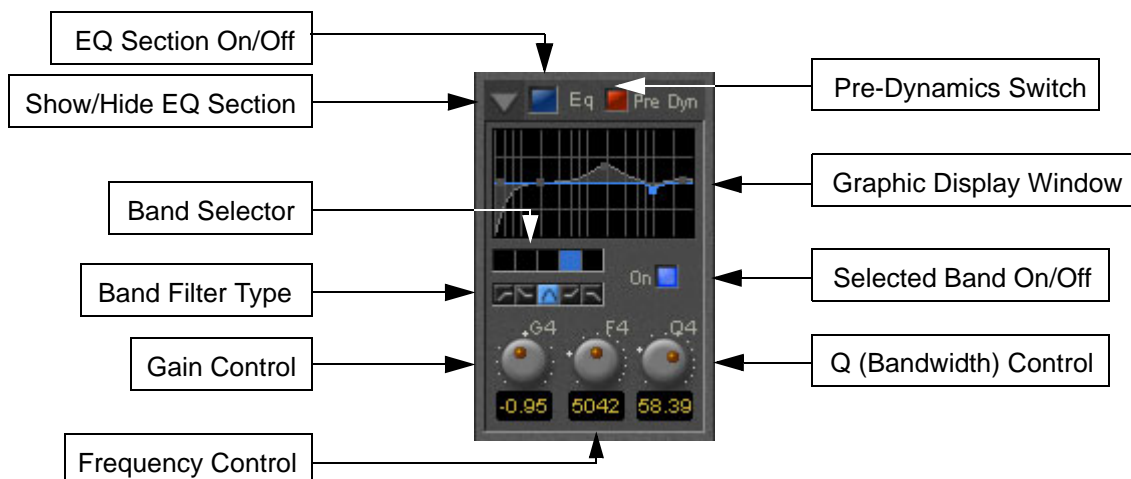 EQ Section On/Off
Show/Hide EQ Section
Pre-Dynamics Switch
Eq Pre Dyn
Graphic Display Window
Band Selector
On
Selected Band On/Off
Band Filter Type
G4 F4 Q4
Gain Control
Q (Bandwidth) Control
-0.95 5042 58.39
Frequency Control